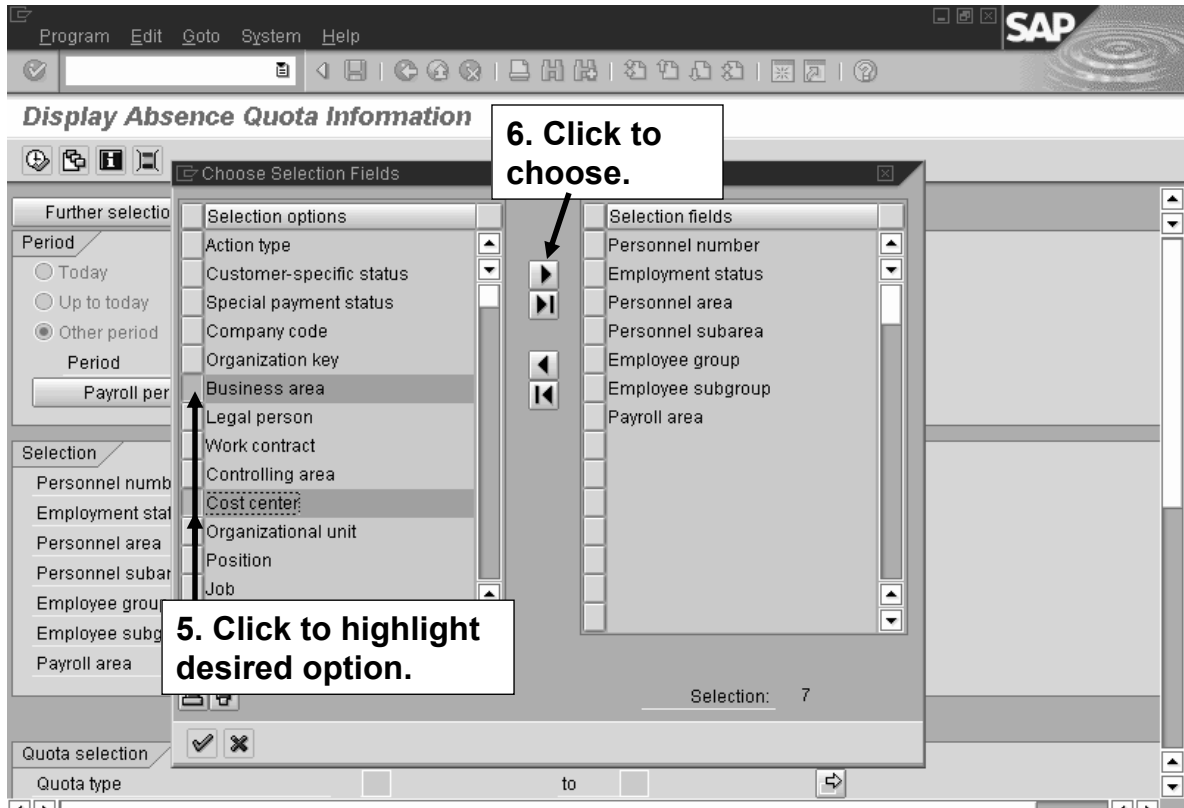 Program Edit Goto System Help
SAP
Display Absence Quota Information
6. Click to
choose.
Choose Selection Fields
Further selectio
Period
Today
Up to today
Other period
Period
Payroll per
Selection
Personnel numb
Employment stat
Personnel area
Personnel subar
Employee group
Employee subg
Payroll area
Selection options
Action type
Customer-specific status
Special payment status
Company code
Organization key
Business area
Legal person
Work contract
Controlling area
Cost center
Organizational unit
Position
Job
5. Click to highlight
desired option.
Selection fields
Personnel number
Employment status
Personnel area
Personnel subarea
Employee group
Employee subgroup
Payroll area
Selection: 7
Quota selection
Quota type to